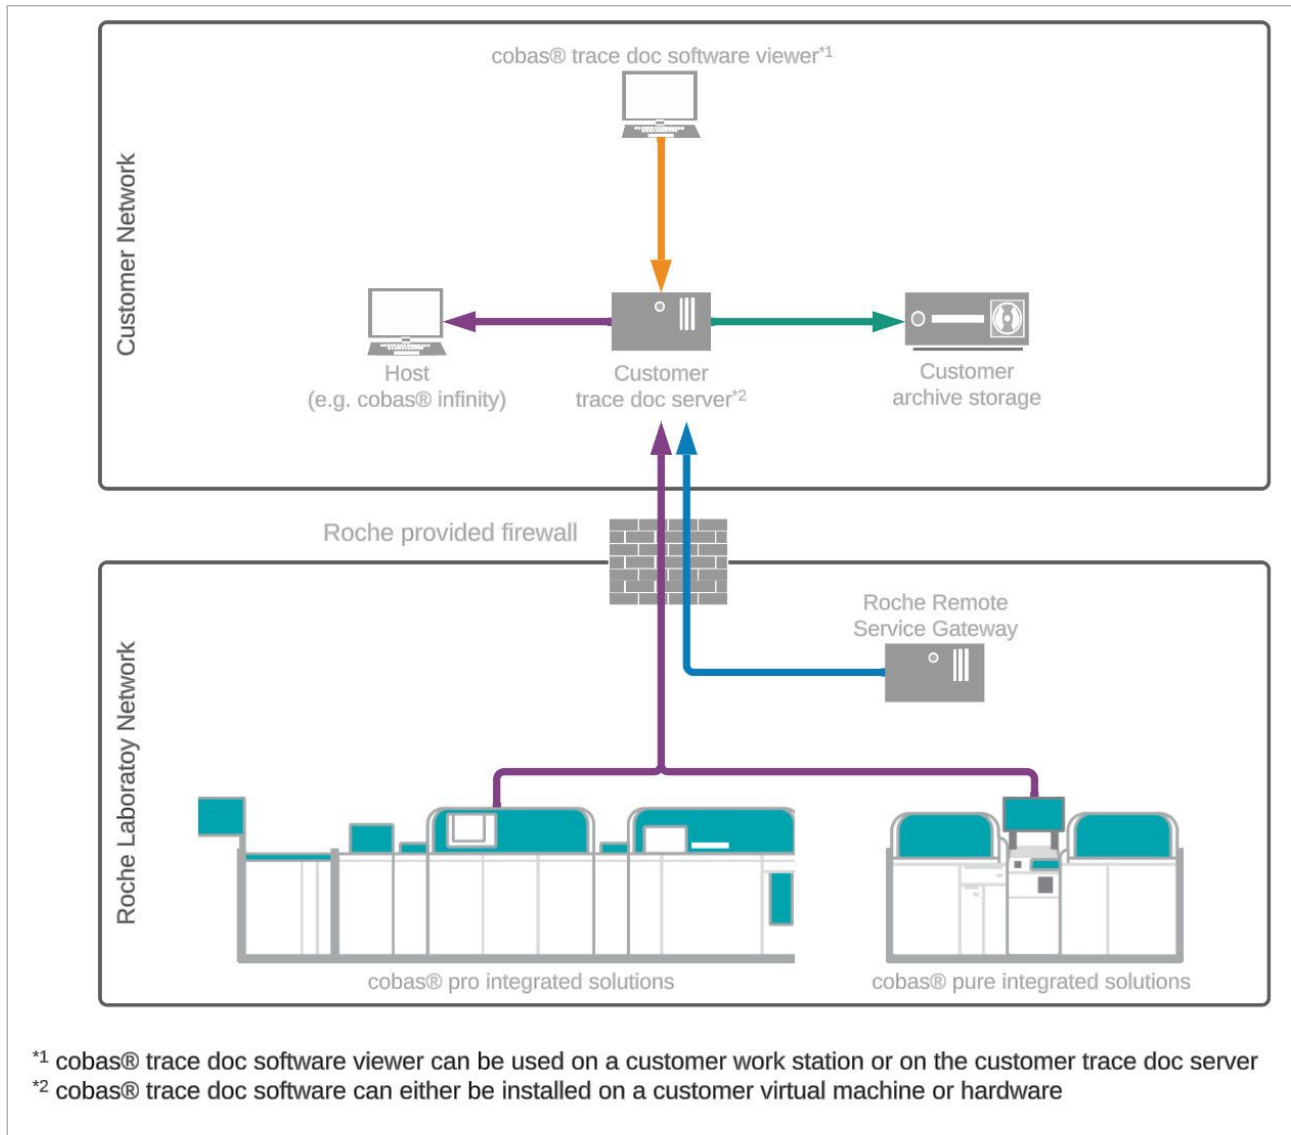 cobas® trace doc software viewer*1
Customer Network
Host
(e.g. cobas® infinity)
Customer
trace doc server*2
Customer
archive storage
Roche provided firewall
Roche Laboratoy Network
Roche Remote
Service Gateway
cobas® pro integrated solutions
cobas® pure integrated solutions
*1 cobas® trace doc software viewer can be used on a customer work station or on the customer trace doc server
*2 cobas® trace doc software can either be installed on a customer virtual machine or hardware